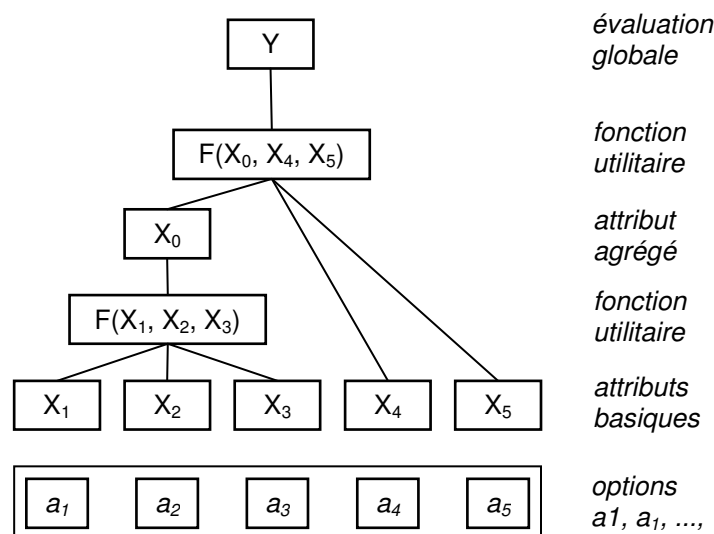 Y
évaluation
globale
F(X₀, X₄, X₅)
fonction
utilitaire
X₀
attribut
agrégé
F(X₁, X₂, X₃)
fonction
utilitaire
X₁ X₂ X₃ X₄ X₅
attributs
basiques
a₁ a₂ a₃ a₄ a₅
options
a1, a₁, ...,